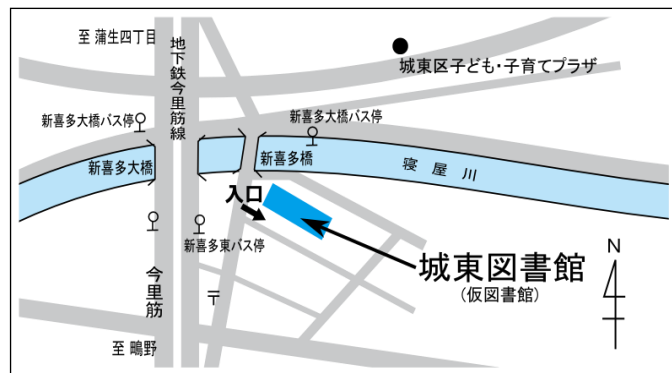 至 蒲生四丁目
地下鉄今里筋線
城東区子ども・子育てプラザ
新喜多大橋バス停
新喜多大橋バス停
新喜多大橋
新喜多橋
寝屋川
入口
新喜多東バス停
城東図書館
(仮図書館)
N
今里筋
〒
至 鴫野